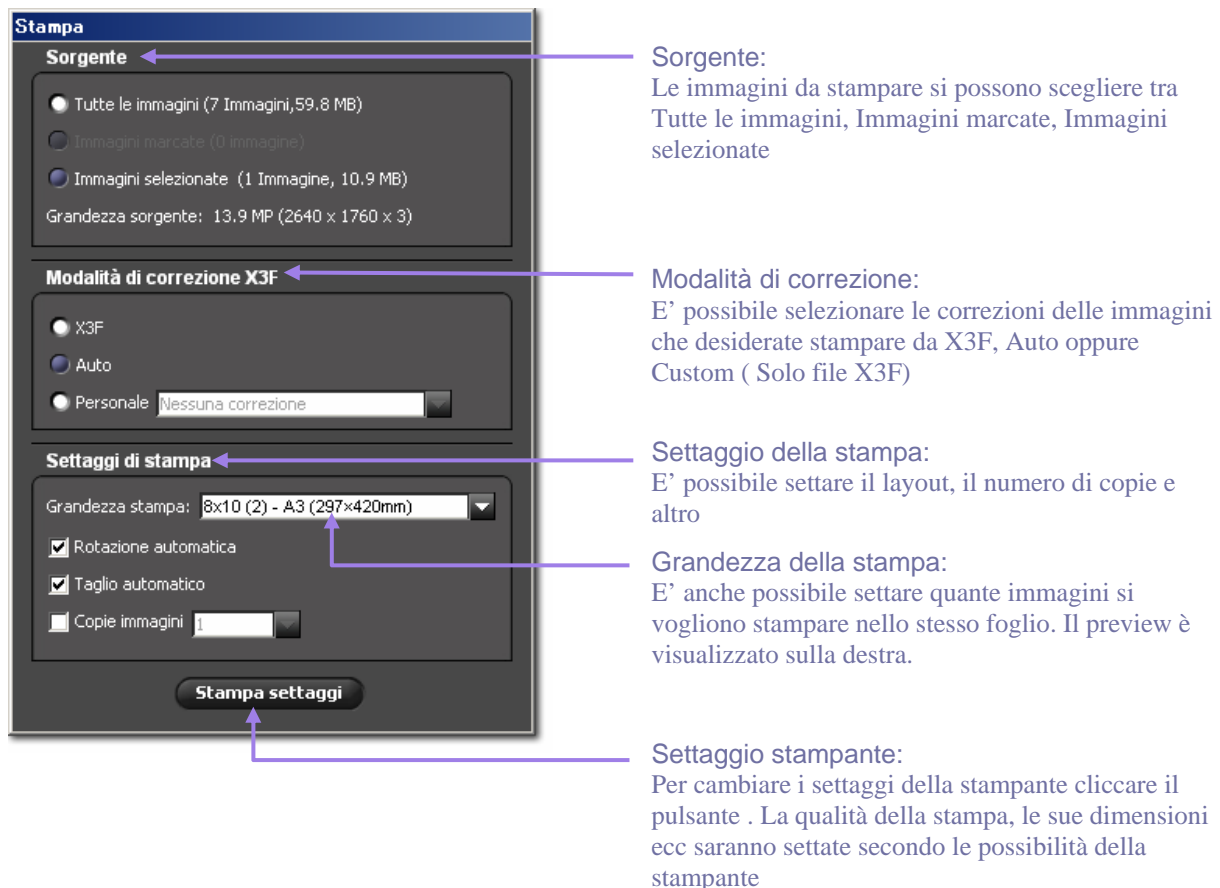 Stampa
Sorgente
Tutte le immagini (7 Immagini,59.8 MB)
Immagini marcate (0 immagine)
Immagini selezionate (1 Immagine, 10.9 MB)
Grandezza sorgente: 13.9 MP (2640 x 1760 x 3)
Modalità di correzione X3F
X3F
Auto
Personale Nessuna correzione
Settaggi di stampa
Grandezza stampa: 8x10 (2) - A3 (297×420mm)
Rotazione automatica
Taglio automatico
Copie immagini 1
Stampa settaggi
Sorgente:
Le immagini da stampare si possono scegliere tra
Tutte le immagini, Immagini marcate, Immagini
selezionate
Modalità di correzione:
E’ possibile selezionare le correzioni delle immagini
che desiderate stampare da X3F, Auto oppure
Custom ( Solo file X3F)
Settaggio della stampa:
E’ possibile settare il layout, il numero di copie e
altro
Grandezza della stampa:
E’ anche possibile settare quante immagini si
vogliono stampare nello stesso foglio. Il preview è
visualizzato sulla destra.
Settaggio stampante:
Per cambiare i settaggi della stampante cliccare il
pulsante . La qualità della stampa, le sue dimensioni
ecc saranno settate secondo le possibilità della
stampante